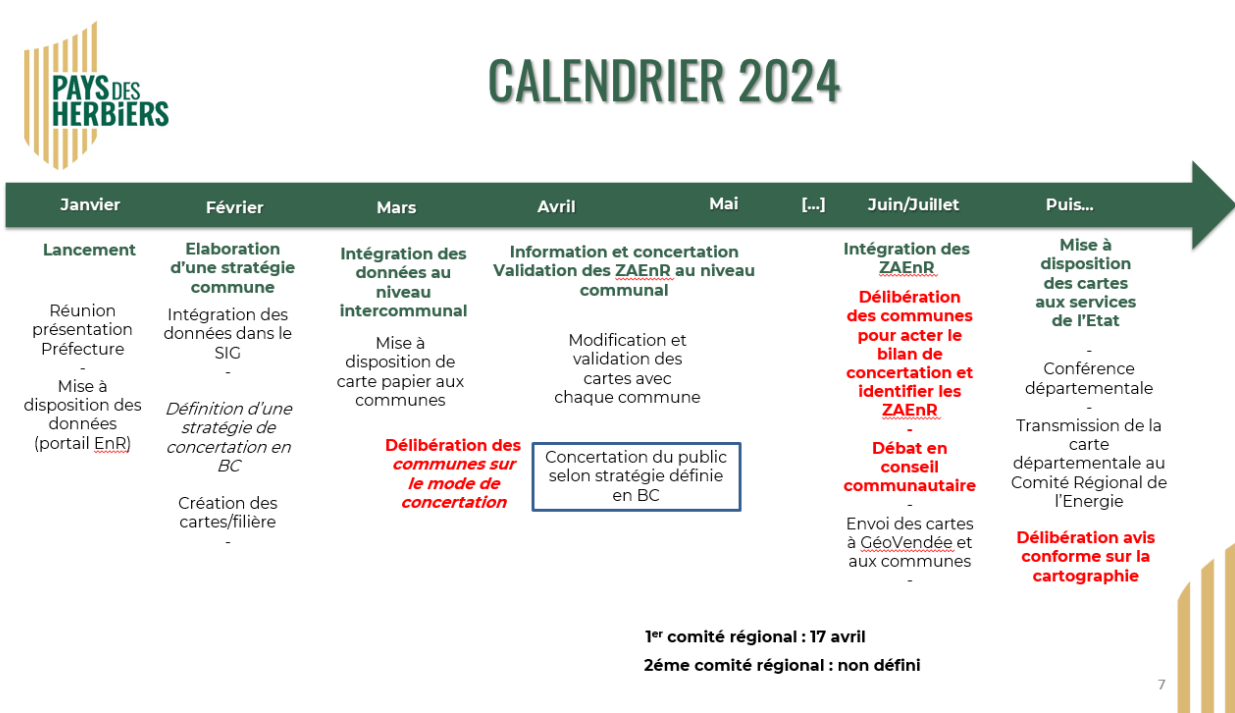 PAYS DES
HERBiERS
CALENDRIER 2024
Janvier
Février
Mars
Avril
Mai
[...]
Juin/Juillet
Puis...
Lancement
Réunion
présentation
Préfecture
-
Mise à
disposition des
données
(portail EnR)
Elaboration
d'une stratégie
commune
Intégration des
données dans le
SIG
-
Définition d'une
stratégie de
concertation en
BC
Création des
cartes/filière
-
Intégration des
données au
niveau
intercommunal
Mise à
disposition de
carte papier aux
communes
Délibération des
communes sur
le mode de
concertation
Information et concertation
Validation des ZAEnR au niveau
communal
Modification et
validation des
cartes avec
chaque commune
Concertation du public
selon stratégie définie
en BC
Intégration des
ZAEnR
Délibération
des communes
pour acter le
bilan de
concertation et
identifier les
ZAEnR
-
Débat en
conseil
communautaire
-
Envoi des cartes
à GéoVendée et
aux communes
-
Mise à
disposition
des cartes
aux services
de l'Etat
-
Conférence
départementale
-
Transmission de la
carte
départementale au
Comité Régional de
l'Energie
Délibération avis
conforme sur la
cartographie
1er comité régional : 17 avril
2éme comité régional : non défini
7